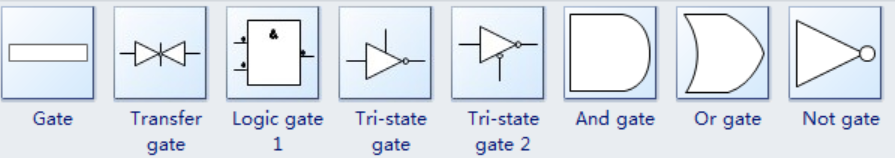 &
Gate Transfer Logic gate Tri-state Tri-state And gate Or gate Not gate
gate 1 gate gate 2